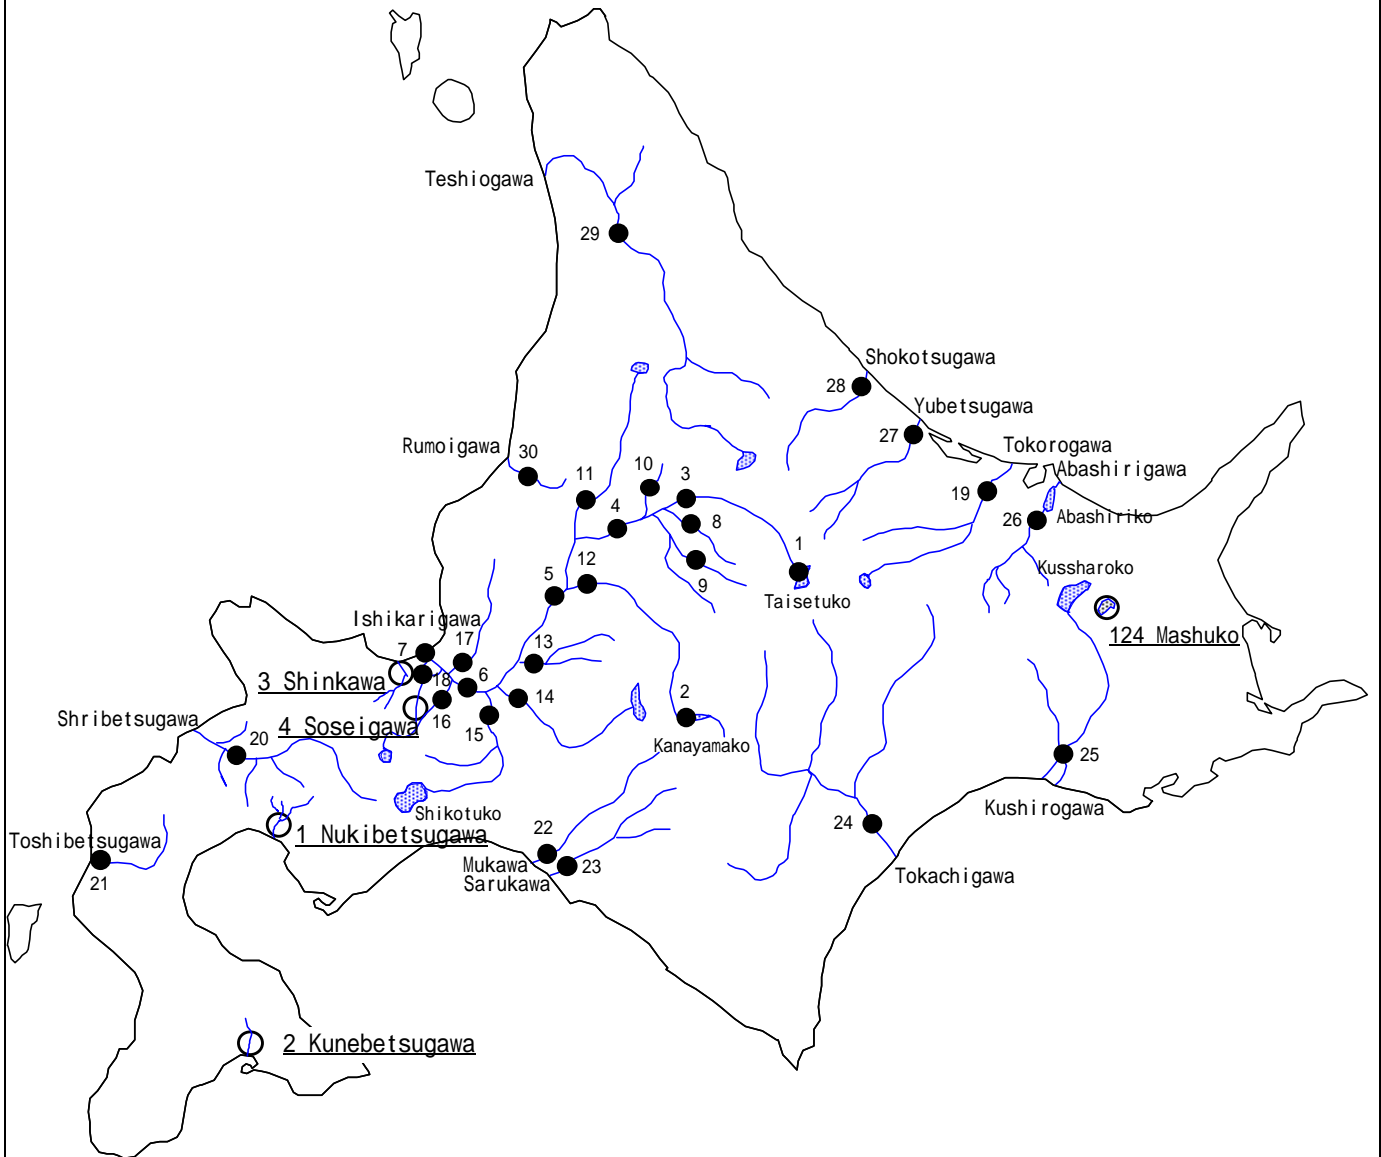 Teshiogawa
29
Shokotsugawa
28
Yubetsugawa
27
Rumoigawa
30
Tokorogawa
Abashirigawa
11
10
3
19
4
8
26
Abashiriko
1
Kussharoko
12
5
9
Taisetuko
Ishikarigawa
124 Mashuko
7
17
13
3 Shinkawa
18
6
2
Shribetsugawa
4 Soseigawa
16
14
15
20
Kanayamako
25
Shikotuko
Kushirogawa
1 Nukibetsugawa
24
Toshibetsugawa
22
Mukawa
23
21
Sarukawa
Tokachigawa
2 Kunebetsugawa